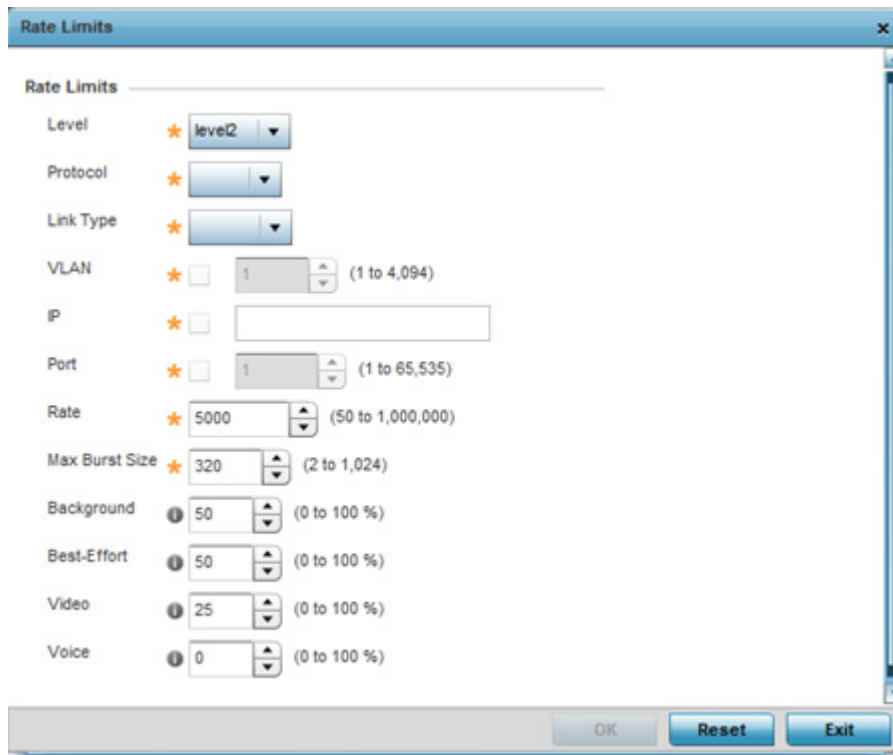 Rate Limits
Rate Limits
Level * level2
Protocol *
Link Type *
VLAN * 1 (1 to 4,094)
IP *
Port * 1 (1 to 65,535)
Rate * 5000 (50 to 1,000,000)
Max Burst Size * 320 (2 to 1,024)
Background 50 (0 to 100 %)
Best-Effort 50 (0 to 100 %)
Video 25 (0 to 100 %)
Voice 0 (0 to 100 %)
OK Reset Exit